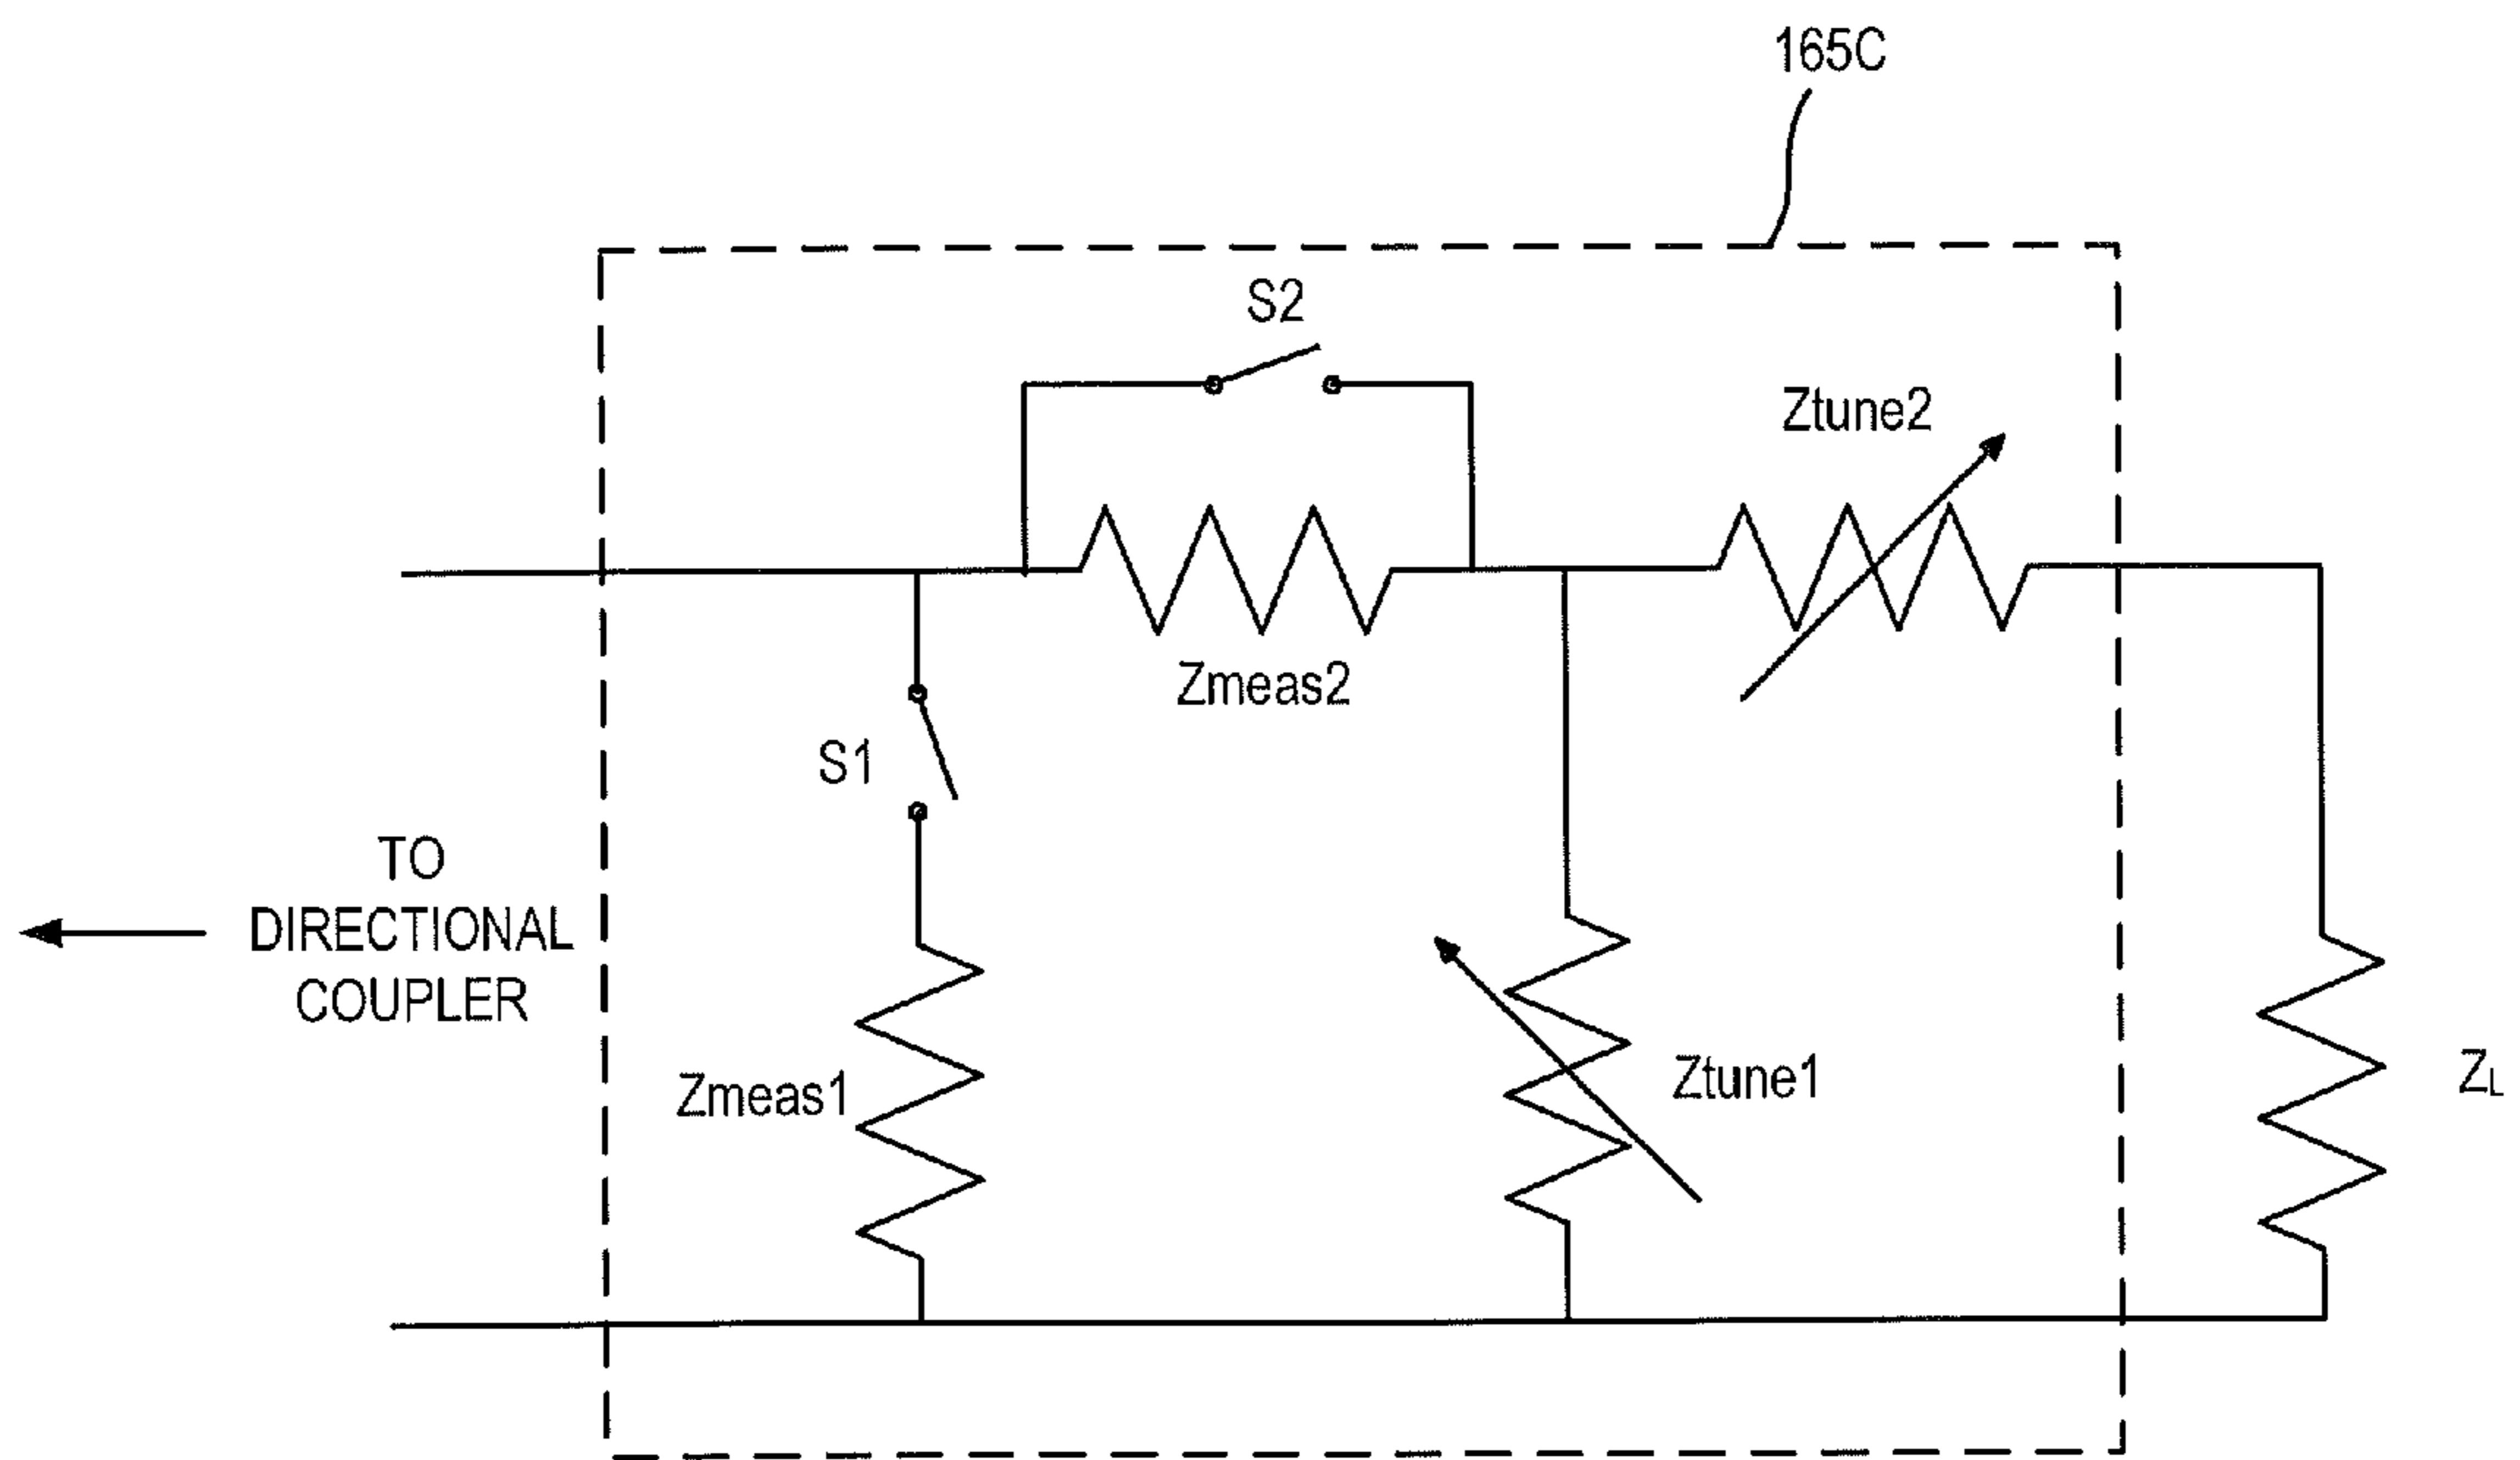 165C
S2
Ztune2
Zmeas2
S1
TO
DIRECTIONAL
COUPLER
Zmeas1
Ztune1
ZL